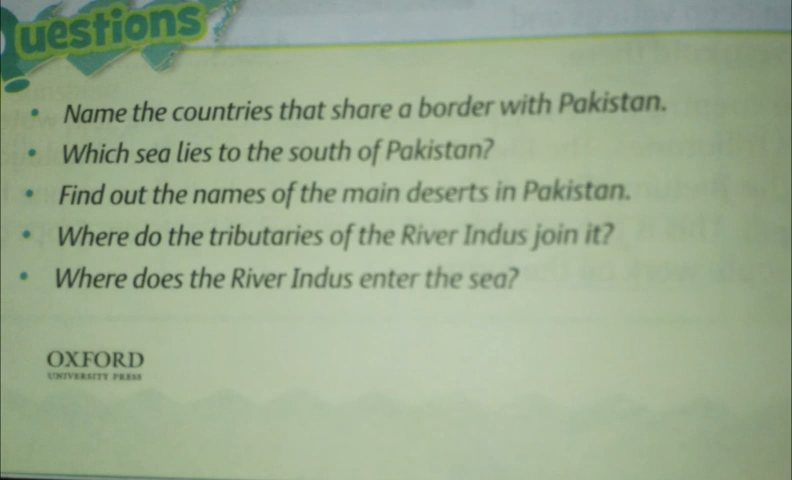 Questions
• Name the countries that share a border with Pakistan.
• Which sea lies to the south of Pakistan?
• Find out the names of the main deserts in Pakistan.
• Where do the tributaries of the River Indus join it?
• Where does the River Indus enter the sea?
OXFORD
UNIVERSITY PRESS